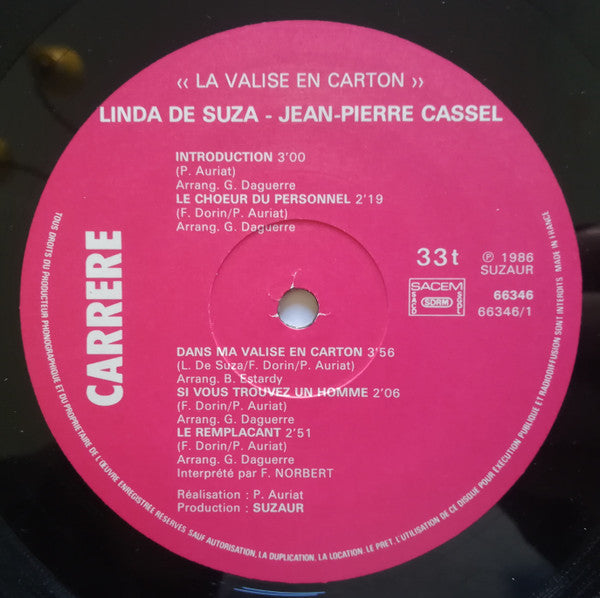 ‹‹ LA VALISE EN CARTON ››
LINDA DE SUZA - JEAN-PIERRE CASSEL
INTRODUCTION 3'00
(P. Auriat)
Arrang. G. Daguerre
LE CHOEUR DU PERSONNEL 2'19
(F. Dorin/P. Auriat)
Arrang. G. Daguerre
CARRERE
33t
℗ 1986
SUZAUR
SACEM
SACD
SDRM
SGDL
66346
66346/1
DANS MA VALISE EN CARTON 3'56
(L. De Suza/F. Dorin/P. Auriat)
Arrang. B. Estardy
SI VOUS TROUVEZ UN HOMME 2'06
(F. Dorin/P. Auriat)
Arrang. G. Daguerre
LE REMPLACANT 2'51
(F. Dorin/P. Auriat)
Arrang. G. Daguerre
Interprété par F. NORBERT
Réalisation : P. Auriat
Production : SUZAUR
TOUS DROITS DU PRODUCTEUR PHONOGRAPHIQUE ET DU PROPRIETAIRE DE L'ŒUVRE ENREGISTREE RESERVES SAUF AUTORISATION, LA DUPLICATION, LA LOCATION, LE PRET, L'UTILISATION DE CE DISQUE POUR EXECUTION PUBLIQUE ET RADIODIFFUSION SONT INTERDITS MADE IN FRANCE